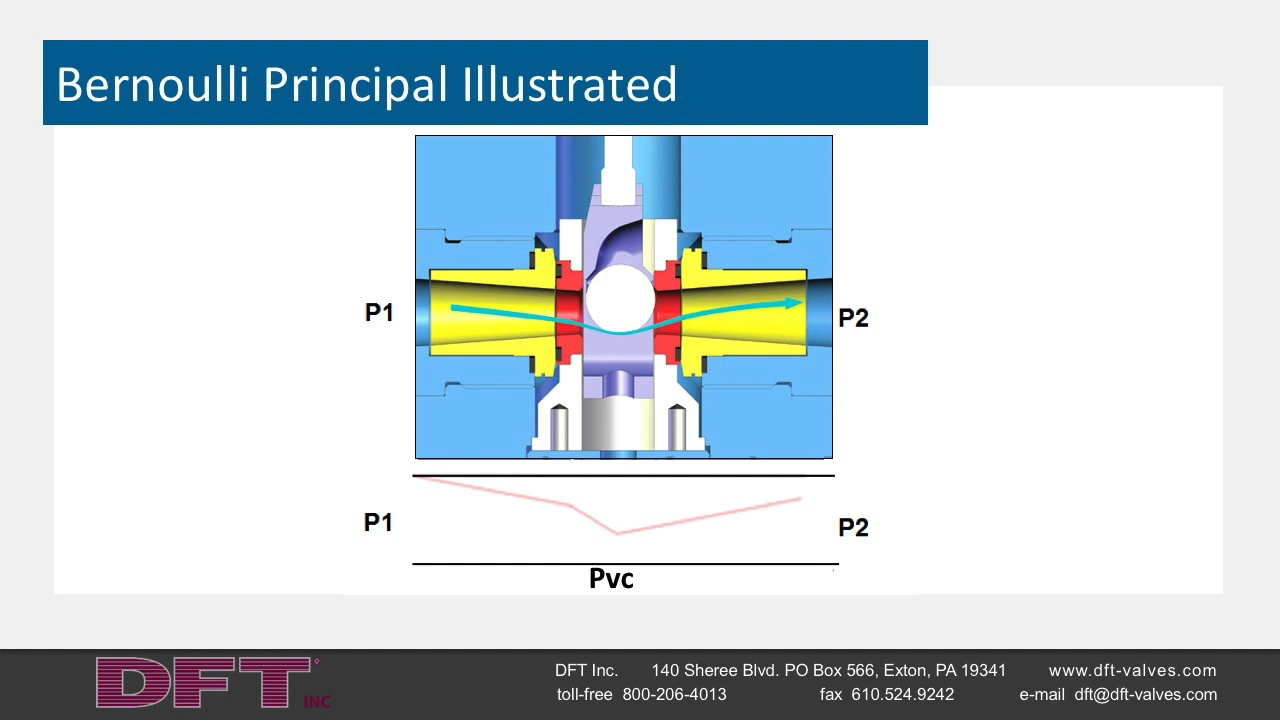 Bernoulli Principal Illustrated
P1
P2
P1
P2
Pvc
DFT INC
DFT Inc. 140 Sheree Blvd. PO Box 566, Exton, PA 19341 www.dft-valves.com
toll-free 800-206-4013 fax 610.524.9242 e-mail dft@dft-valves.com